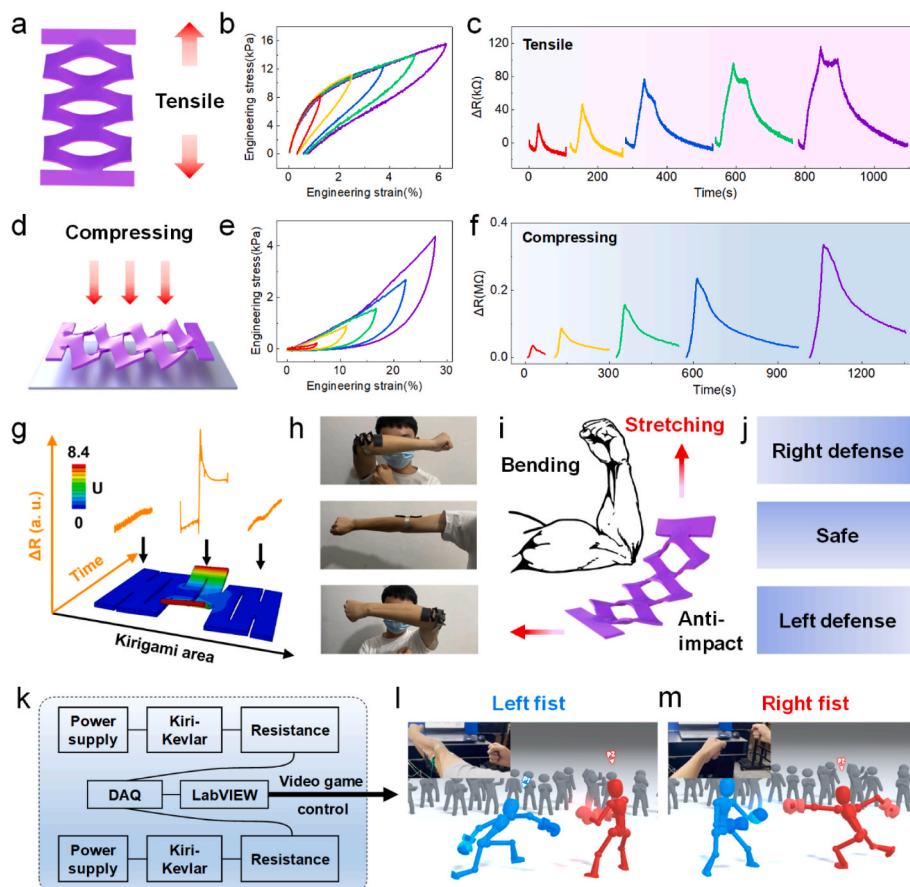 a
Tensile
b
Engineering stress(kPa)
16
12
8
4
0
0 1 2 3 4 5 6
Engineering strain(%)
c
Tensile
ΔR(kΩ)
120
80
40
0
0 200 400 600 800 1000
Time(s)
d
Compressing
e
Engineering stress(kPa)
4
2
0
0 10 20 30
Engineering strain(%)
f
Compressing
ΔR(MΩ)
0.4
0.2
0.0
0 300 600 900 1200
Time(s)
g
ΔR (a. u.)
8.4
U
0
Time
Kirigami area
h
i
Stretching
Bending
Anti-
impact
j
Right defense
Safe
Left defense
k
Power
supply
Kiri-
Kevlar
Resistance
DAQ
LabVIEW
Video game
control
Power
supply
Kiri-
Kevlar
Resistance
l
Left fist
m
Right fist